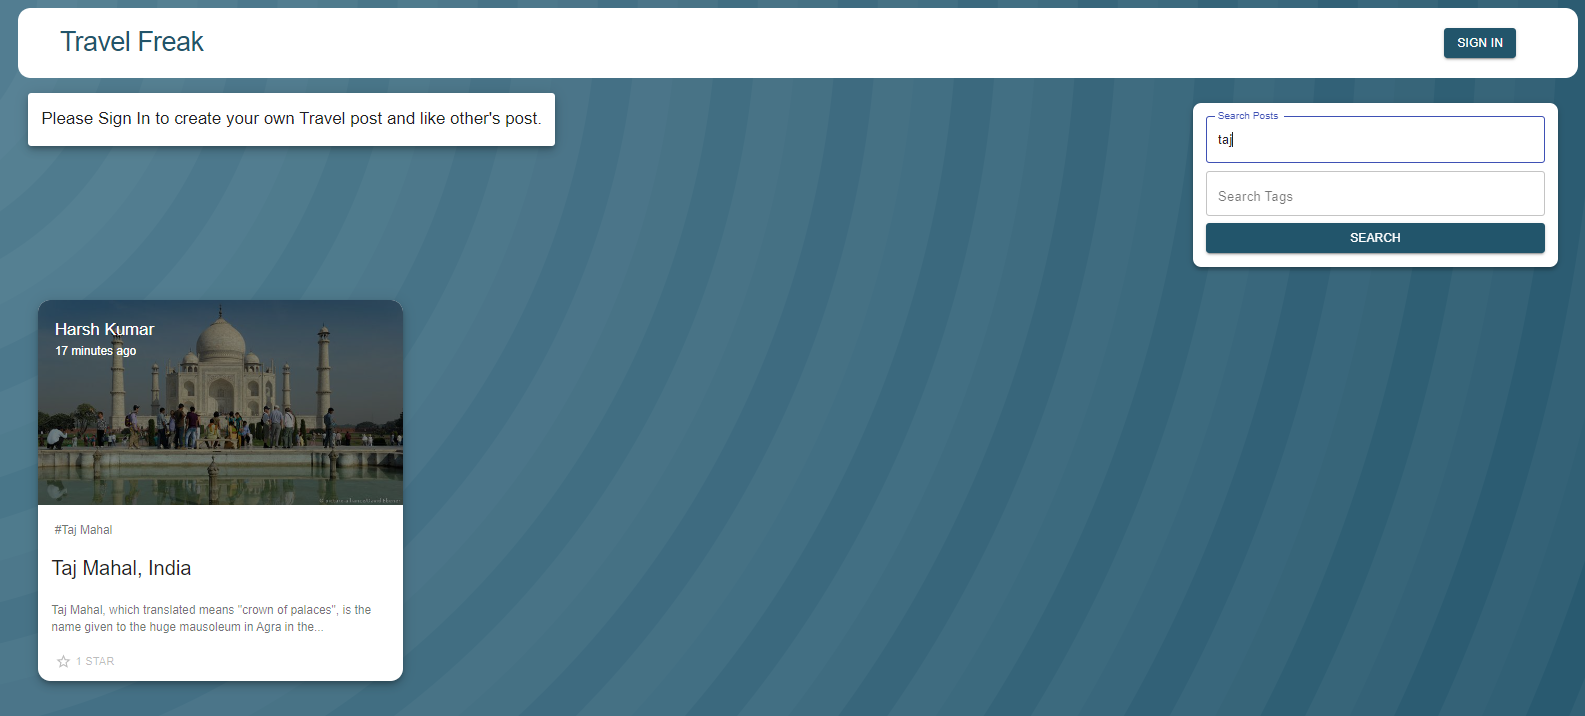 Travel Freak
SIGN IN
Please Sign In to create your own Travel post and like other's post.
Search Posts
taj
Search Tags
SEARCH
Harsh Kumar
17 minutes ago
#Taj Mahal
Taj Mahal, India
Taj Mahal, which translated means "crown of palaces", is the
name given to the huge mausoleum in Agra in the...
1 STAR